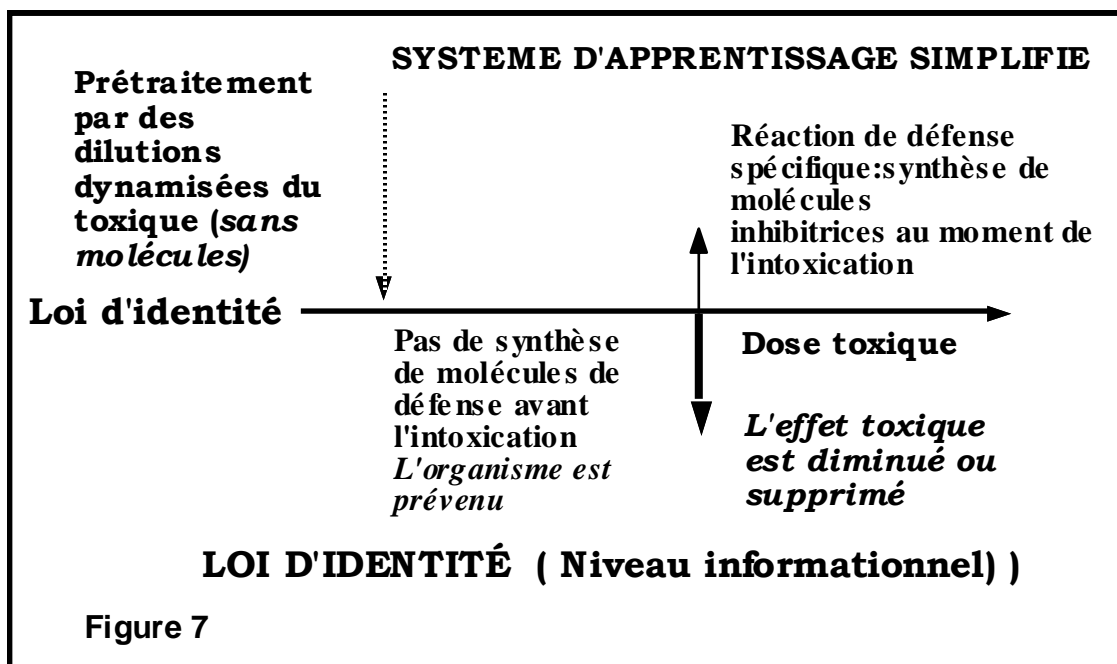 SYSTEME D'APPRENTISSAGE SIMPLIFIE
Prétraitement
par des
dilutions
dynamisées du
toxique (sans
molécules)
Réaction de défense
spécifique:synthèse de
molécules
inhibitrices au moment de
l'intoxication
Loi d'identité
Pas de synthèse
de molécules de
défense avant
l'intoxication
L'organisme est
prévenu
Dose toxique
L'effet toxique
est diminué ou
supprimé
LOI D'IDENTITÉ ( Niveau informationnel) )
Figure 7